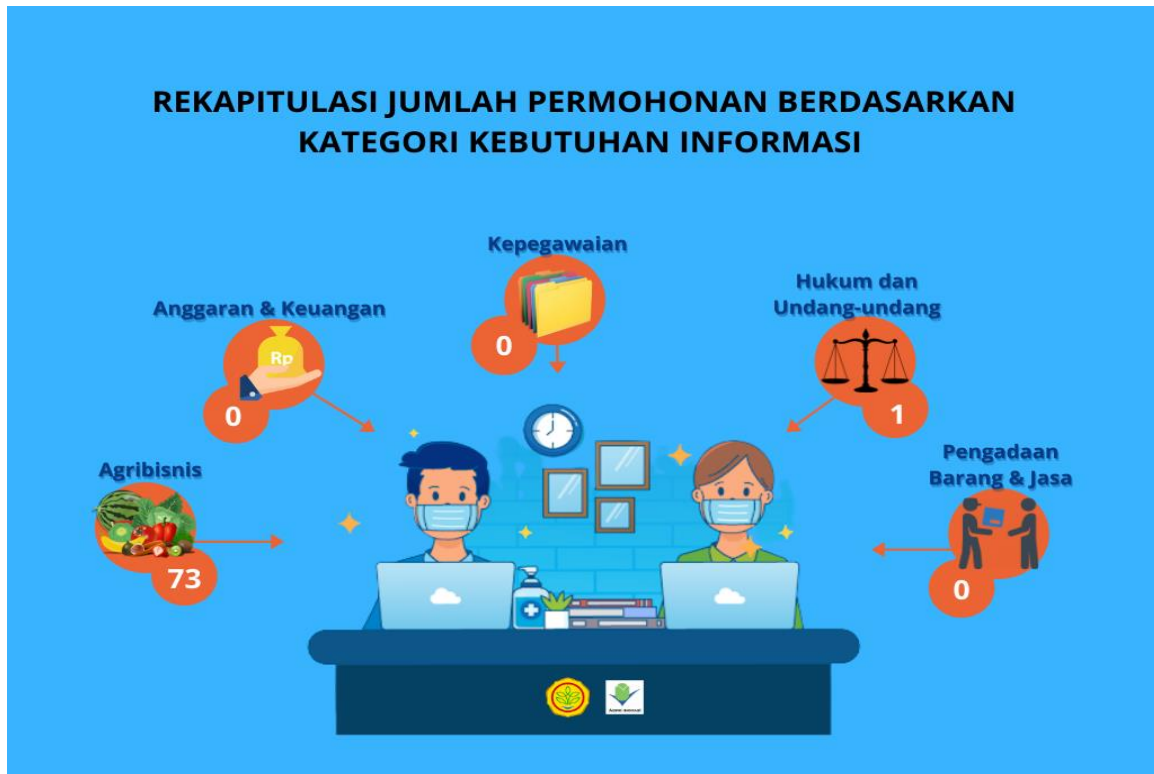 REKAPITULASI JUMLAH PERMOHONAN BERDASARKAN
KATEGORI KEBUTUHAN INFORMASI
Kepegawaian
0
Hukum dan
Undang-undang
1
Anggaran & Keuangan
Rp
0
Agribisnis
73
Pengadaan
Barang & Jasa
0